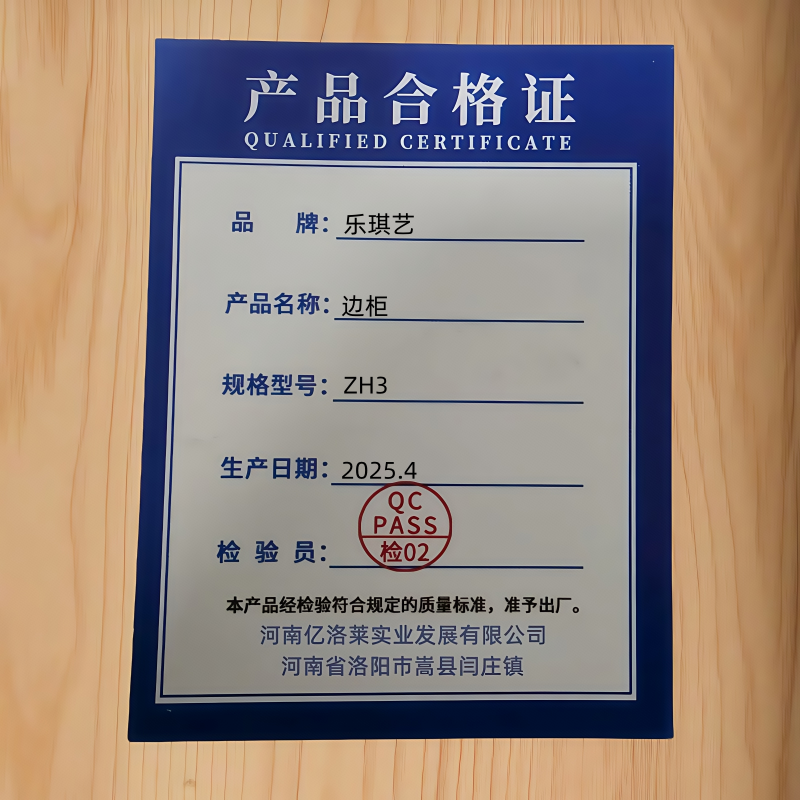 产品合格证
QUALIFIED CERTIFICATE
品 牌：乐琪艺
产品名称：边柜
规格型号：ZH3
生产日期：2025.4
QC
PASS
检 验 员：检02
本产品经检验符合规定的质量标准，准予出厂。
河南亿洛莱实业发展有限公司
河南省洛阳市嵩县闫庄镇